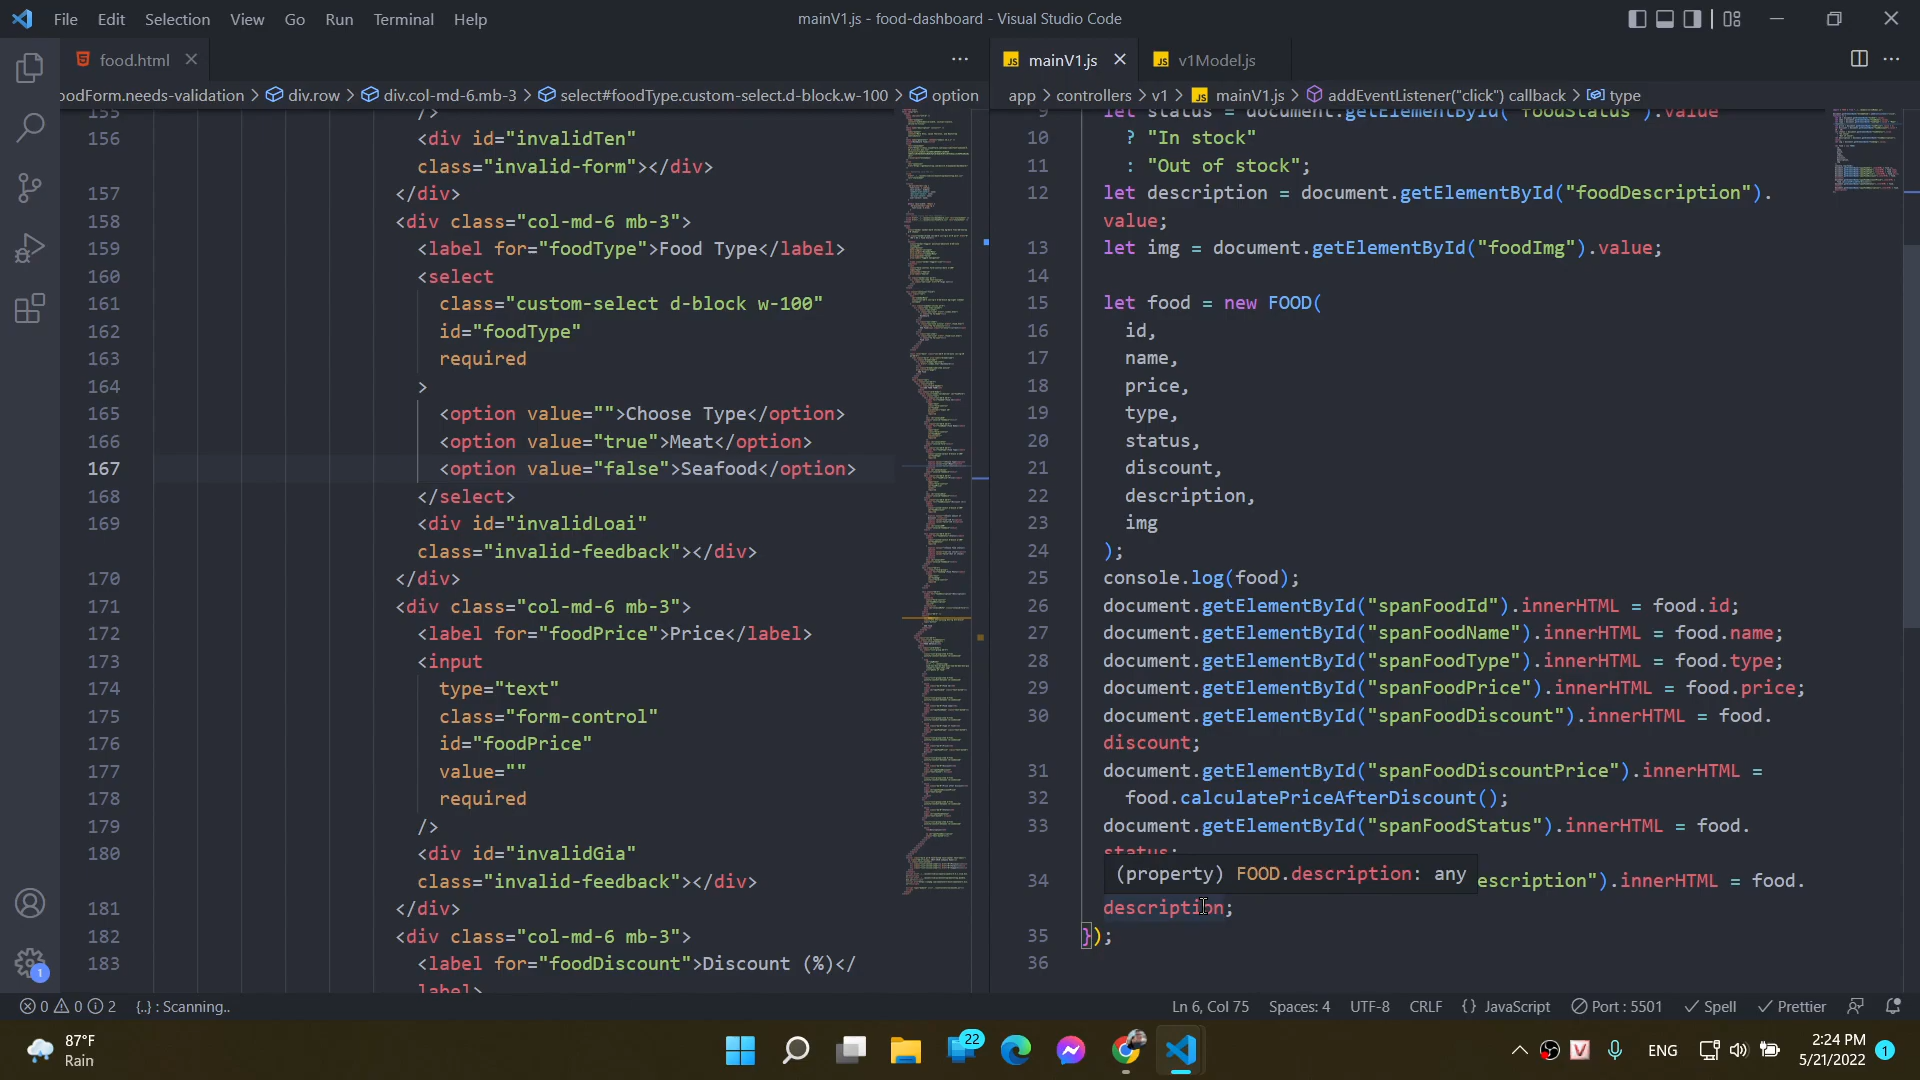 File Edit Selection View Go Run Terminal Help
mainV1.js - food-dashboard - Visual Studio Code
food.html
mainV1.js
v1Model.js
oodForm.needs-validation > div.row > div.col-md-6.mb-3 > select#foodType.custom-select.d-block.w-100 > option
app > controllers > v1 > mainV1.js > addEventListener("click") callback > type
155 />
156 <div id="invalidTen"
class="invalid-form"></div>
157 </div>
158 <div class="col-md-6 mb-3">
159 <label for="foodType">Food Type</label>
160 <select
161 class="custom-select d-block w-100"
162 id="foodType"
163 required
164 >
165 <option value="">Choose Type</option>
166 <option value="true">Meat</option>
167 <option value="false">Seafood</option>
168 </select>
169 <div id="invalidLoai"
class="invalid-feedback"></div>
170 </div>
171 <div class="col-md-6 mb-3">
172 <label for="foodPrice">Price</label>
173 <input
174 type="text"
175 class="form-control"
176 id="foodPrice"
177 value=""
178 required
179 />
180 <div id="invalidGia"
class="invalid-feedback"></div>
181 </div>
182 <div class="col-md-6 mb-3">
183 <label for="foodDiscount">Discount (%)</
label>
9 let status = document.getElementById("foodStatus").value
10 ? "In stock"
11 : "Out of stock";
12 let description = document.getElementById("foodDescription").
value;
13 let img = document.getElementById("foodImg").value;
14
15 let food = new FOOD(
16 id,
17 name,
18 price,
19 type,
20 status,
21 discount,
22 description,
23 img
24 );
25 console.log(food);
26 document.getElementById("spanFoodId").innerHTML = food.id;
27 document.getElementById("spanFoodName").innerHTML = food.name;
28 document.getElementById("spanFoodType").innerHTML = food.type;
29 document.getElementById("spanFoodPrice").innerHTML = food.price;
30 document.getElementById("spanFoodDiscount").innerHTML = food.
discount;
31 document.getElementById("spanFoodDiscountPrice").innerHTML =
32 food.calculatePriceAfterDiscount();
33 document.getElementById("spanFoodStatus").innerHTML = food.
status;
(property) FOOD.description: any
34 escription").innerHTML = food.
description;
35 });
36
0 0 2 {..} : Scanning..
Ln 6, Col 75 Spaces: 4 UTF-8 CRLF {} JavaScript Port : 5501 Spell Prettier
1
87°F
Rain
22
V
ENG
2:24 PM
5/21/2022
1